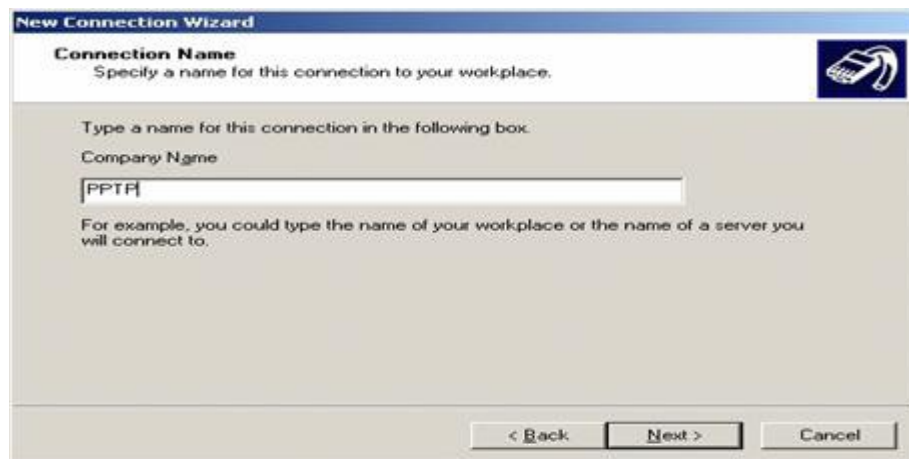 New Connection Wizard
Connection Name
Specify a name for this connection to your workplace.
Type a name for this connection in the following box.
Company Name
PPTP
For example, you could type the name of your workplace or the name of a server you
will connect to.
< Back
Next >
Cancel